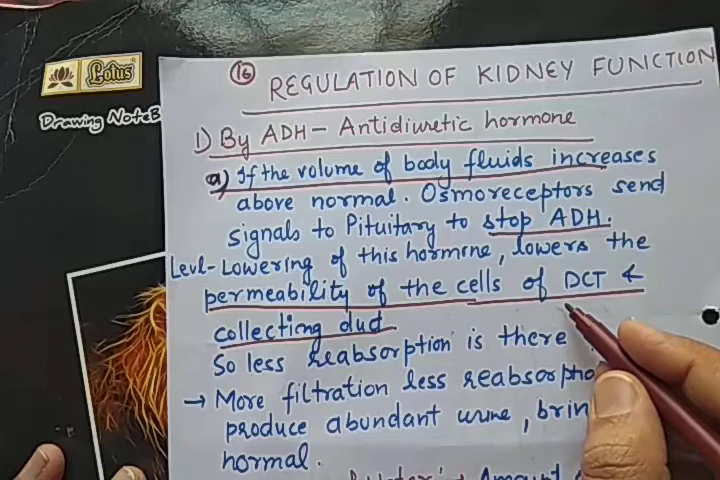 Lotus
Drawing NoteB
16 REGULATION OF KIDNEY FUNCTION
1) By ADH - Antidiuretic hormone
a) If the volume of body fluids increases
above normal. Osmoreceptors send
signals to Pituitary to stop ADH.
Levl-Lowering of this hormone, lowers the
permeability of the cells of DCT &
collecting duct
So less reabsorption is there
→ More filtration less reabsorptio
produce abundant urine, brin
normal.
Amount